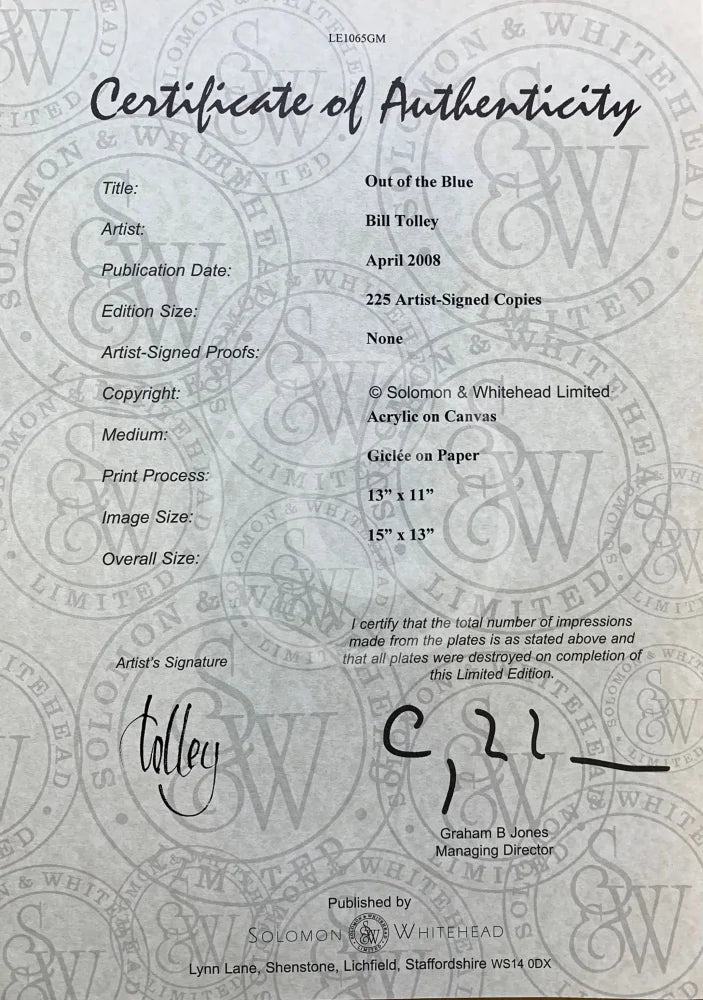 LE1065GM
Certificate of Authenticity
Title: Out of the Blue
Artist: Bill Tolley
Publication Date: April 2008
Edition Size: 225 Artist-Signed Copies
Artist-Signed Proofs: None
Copyright: © Solomon & Whitehead Limited
Medium: Acrylic on Canvas
Print Process: Giclée on Paper
Image Size: 13” x 11”
Overall Size: 15” x 13”
I certify that the total number of impressions
made from the plates is as stated above and
that all plates were destroyed on completion of
this Limited Edition.
Artist's Signature
tolley
Graham B Jones
Managing Director
Published by
SOLOMON & WHITEHEAD
Lynn Lane, Shenstone, Lichfield, Staffordshire WS14 0DX